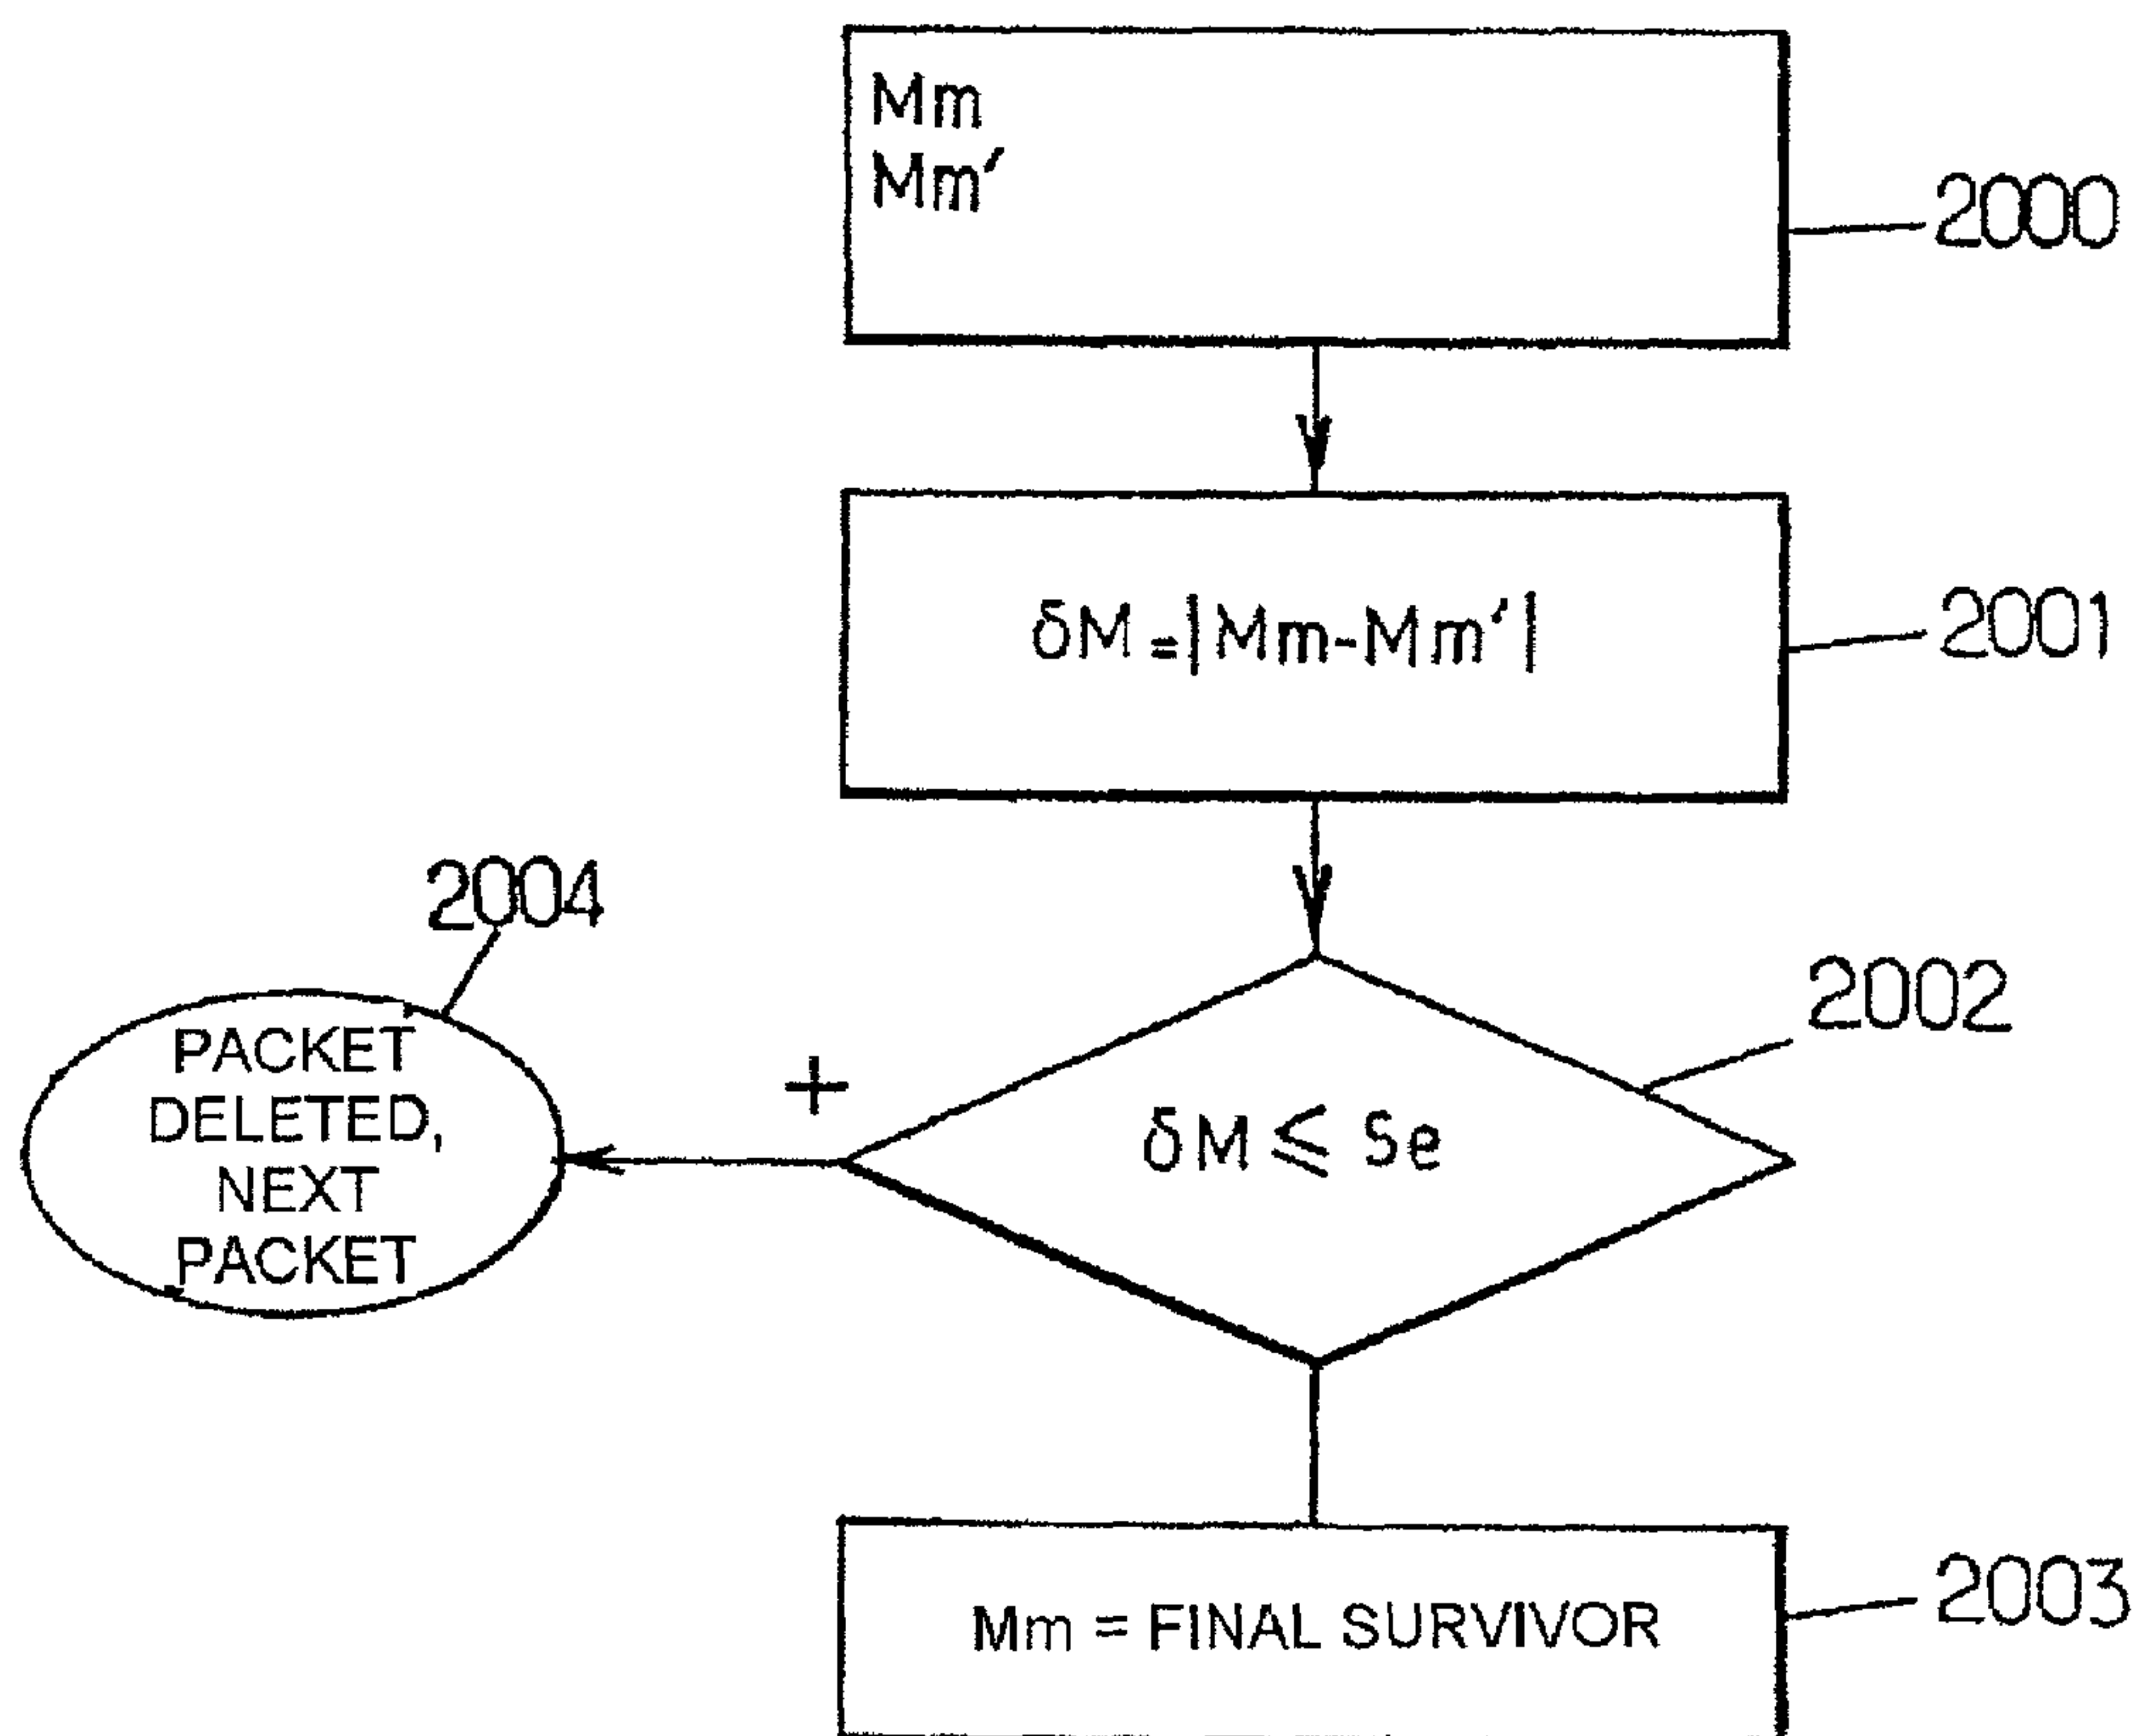 Mm
Mm′
2000
δM=|Mm-Mm′|
2001
2004
PACKET
DELETED,
NEXT
PACKET
+
δM ⩽ Se
2002
Mm = FINAL SURVIVOR
2003